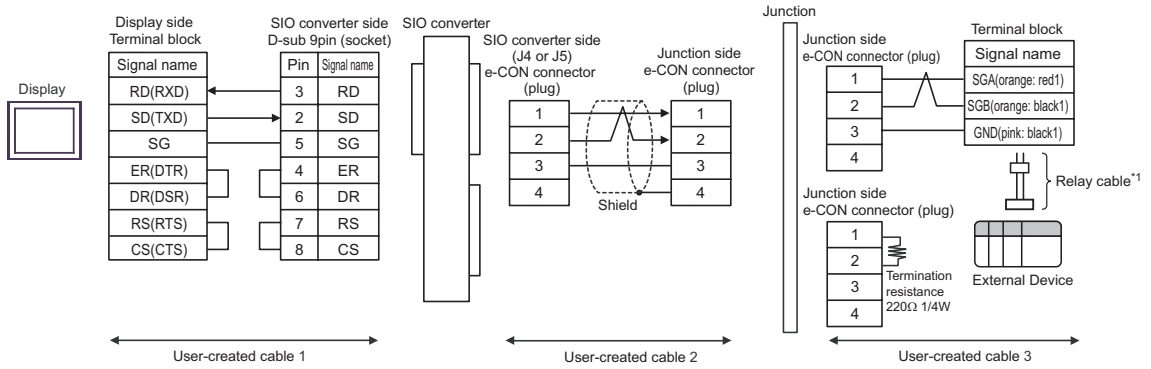 Display
Display side
Terminal block
Signal name
RD(RXD)
SD(TXD)
SG
ER(DTR)
DR(DSR)
RS(RTS)
CS(CTS)
SIO converter side
D-sub 9pin (socket)
Pin Signal name
3 RD
2 SD
5 SG
4 ER
6 DR
7 RS
8 CS
User-created cable 1
SIO converter
SIO converter side
(J4 or J5)
e-CON connector
(plug)
1
2
3
4
Shield
Junction side
e-CON connector
(plug)
1
2
3
4
User-created cable 2
Junction
Junction side
e-CON connector (plug)
1
2
3
4
Terminal block
Signal name
SGA(orange: red1)
SGB(orange: black1)
GND(pink: black1)
Relay cable*1
External Device
Junction side
e-CON connector (plug)
1
2
3
4
Termination
resistance
220Ω 1/4W
User-created cable 3